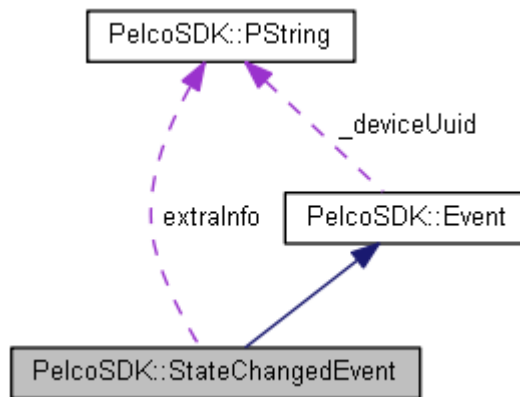 PelcoSDK::PString
_deviceUuid
extraInfo
PelcoSDK::Event
PelcoSDK::StateChangedEvent